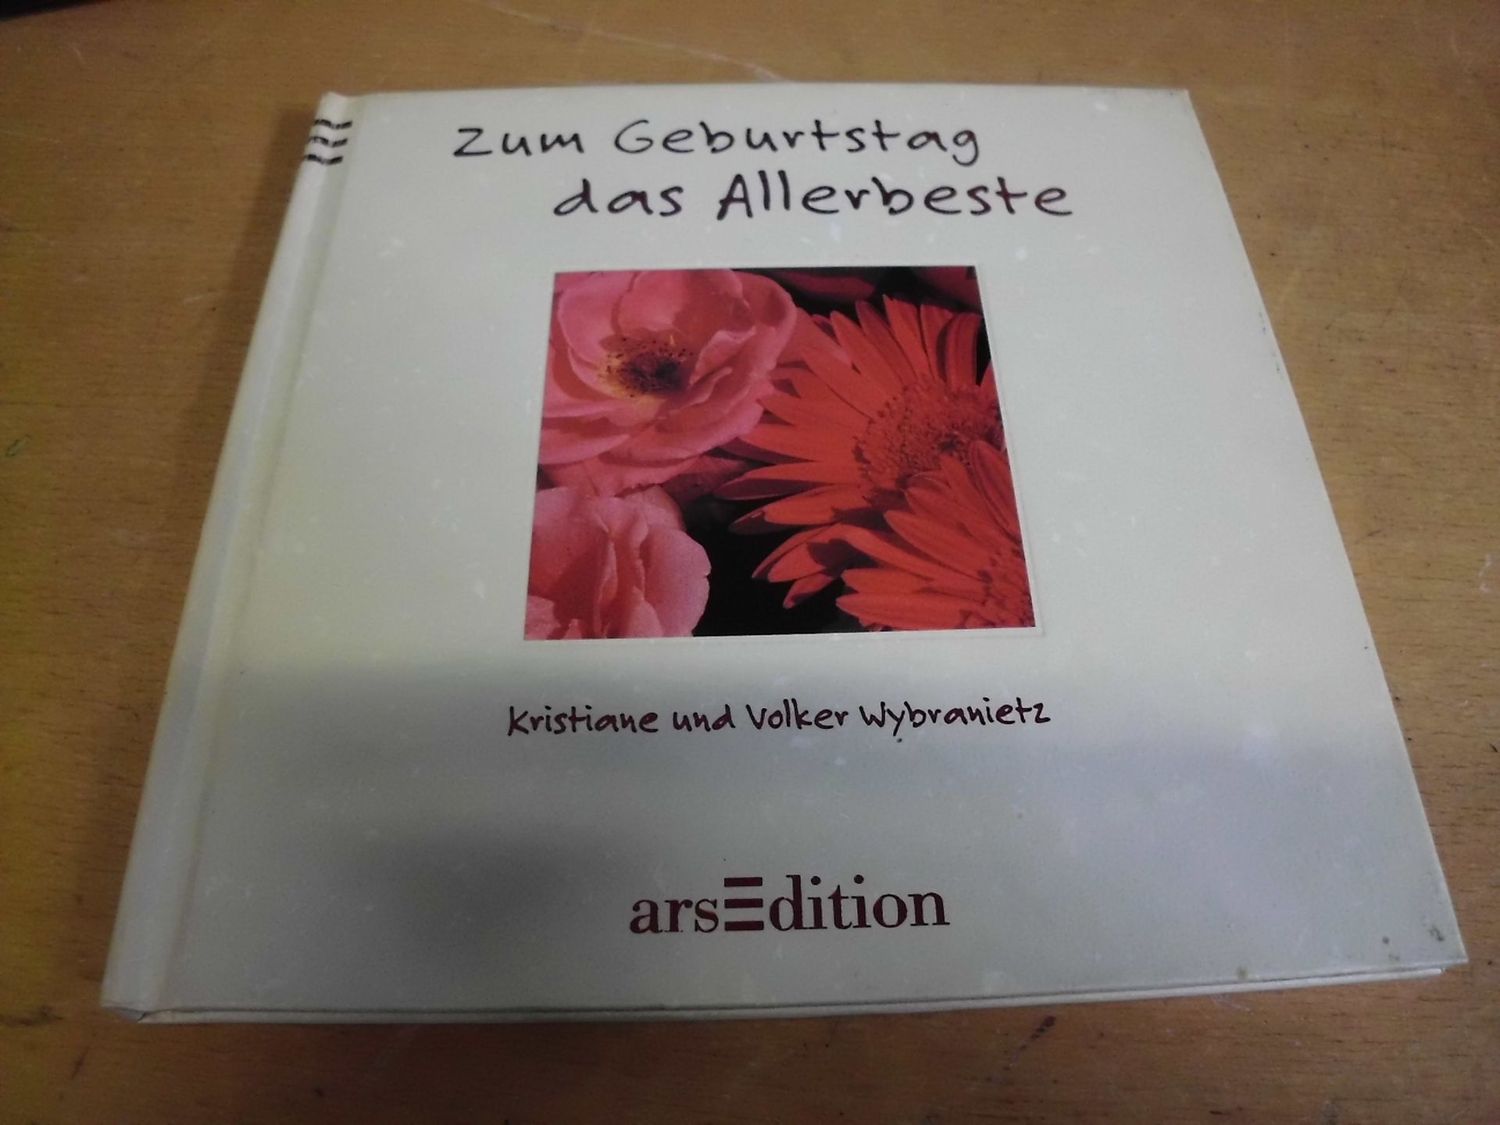 Zum Geburtstag
das Allerbeste
Kristiane und Volker Wybranietz
arsEdition